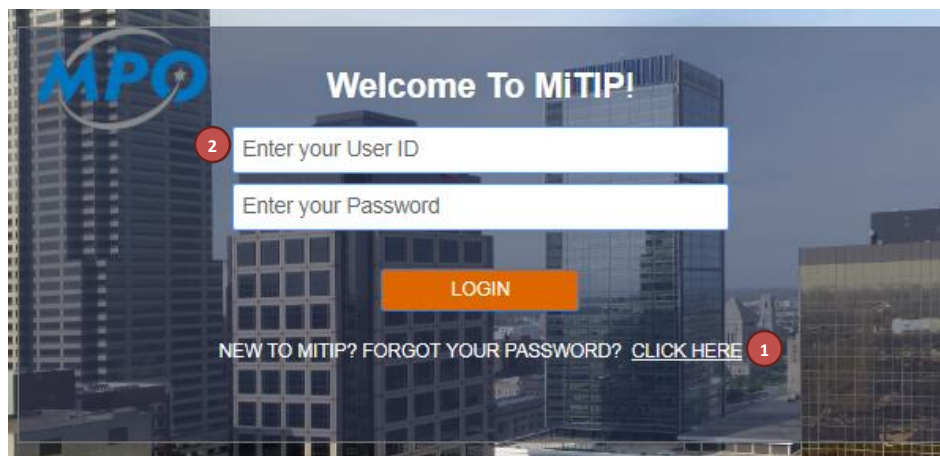 MPO
Welcome To MiTIP!
2
Enter your User ID
Enter your Password
LOGIN
NEW TO MITIP? FORGOT YOUR PASSWORD? CLICK HERE 1